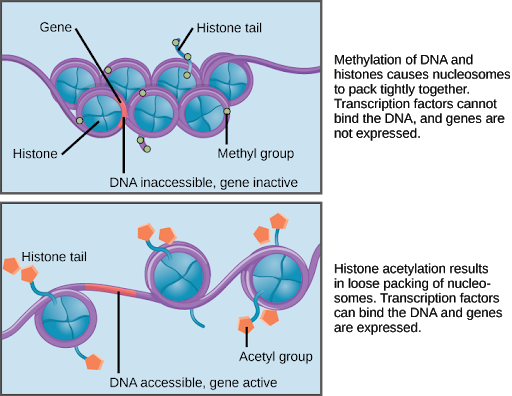 Gene
Histone tail
Histone
Methyl group
DNA inaccessible, gene inactive
Methylation of DNA and
histones causes nucleosomes
to pack tightly together.
Transcription factors cannot
bind the DNA, and genes are
not expressed.
Histone tail
Acetyl group
DNA accessible, gene active
Histone acetylation results
in loose packing of nucleo-
somes. Transcription factors
can bind the DNA and genes
are expressed.